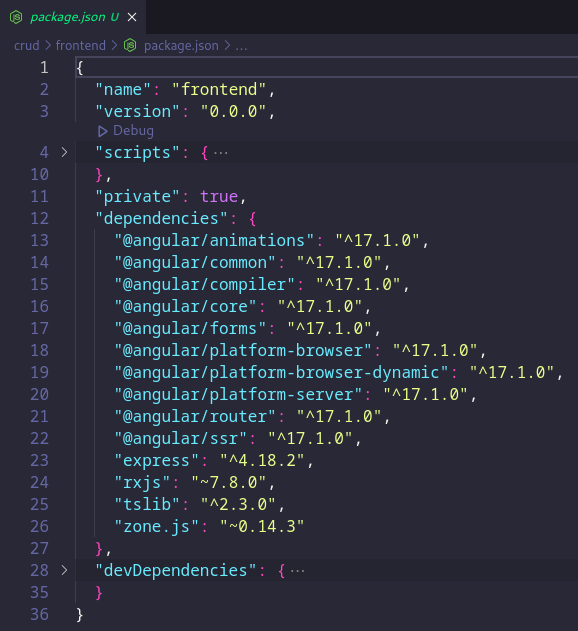 package.json U ×
crud > frontend > package.json > ...
1 {
2 "name": "frontend",
3 "version": "0.0.0",
Debug
4 > "scripts": { ...
10 },
11 "private": true,
12 "dependencies": {
13 "@angular/animations": "^17.1.0",
14 "@angular/common": "^17.1.0",
15 "@angular/compiler": "^17.1.0",
16 "@angular/core": "^17.1.0",
17 "@angular/forms": "^17.1.0",
18 "@angular/platform-browser": "^17.1.0",
19 "@angular/platform-browser-dynamic": "^17.1.0",
20 "@angular/platform-server": "^17.1.0",
21 "@angular/router": "^17.1.0",
22 "@angular/ssr": "^17.1.0",
23 "express": "^4.18.2",
24 "rxjs": "~7.8.0",
25 "tslib": "^2.3.0",
26 "zone.js": "~0.14.3"
27 },
28 > "devDependencies": { ...
35 }
36 }